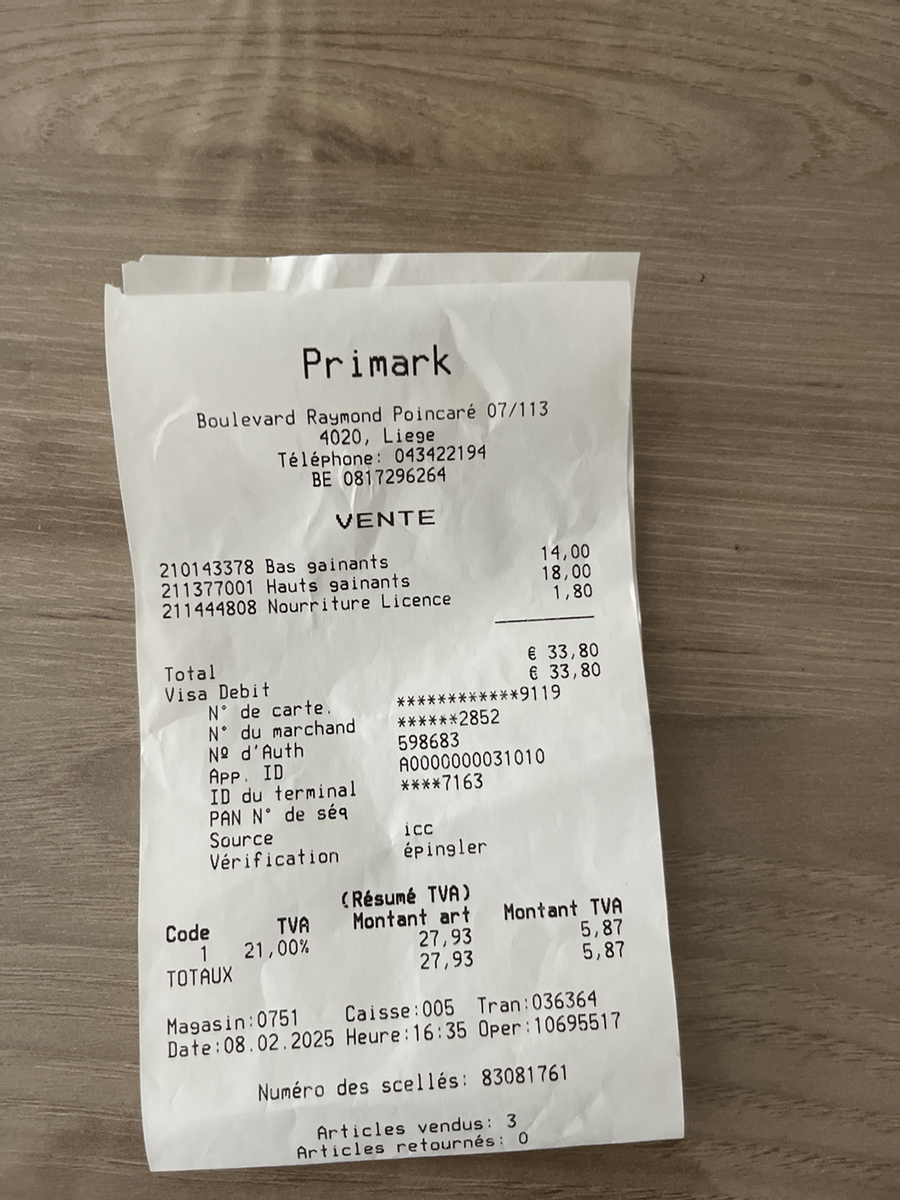 Primark
Boulevard Raymond Poincaré 07/113
4020, Liege
Téléphone: 043422194
BE 0817296264
VENTE
210143378 Bas gainants 14,00
211377001 Hauts gainants 18,00
211444808 Nourriture Licence 1,80
Total € 33,80
Visa Debit € 33,80
N° de carte. ************9119
N° du marchand ******2852
Nº d'Auth 598683
App. ID A0000000031010
ID du terminal ****7163
PAN N° de séq
Source icc
Vérification épingler
(Résumé TVA)
Code TVA Montant art Montant TVA
1 21,00% 27,93 5,87
TOTAUX 27,93 5,87
Magasin:0751 Caisse:005 Tran:036364
Date:08.02.2025 Heure:16:35 Oper:10695517
Numéro des scellés: 83081761
Articles vendus: 3
Articles retournés: 0